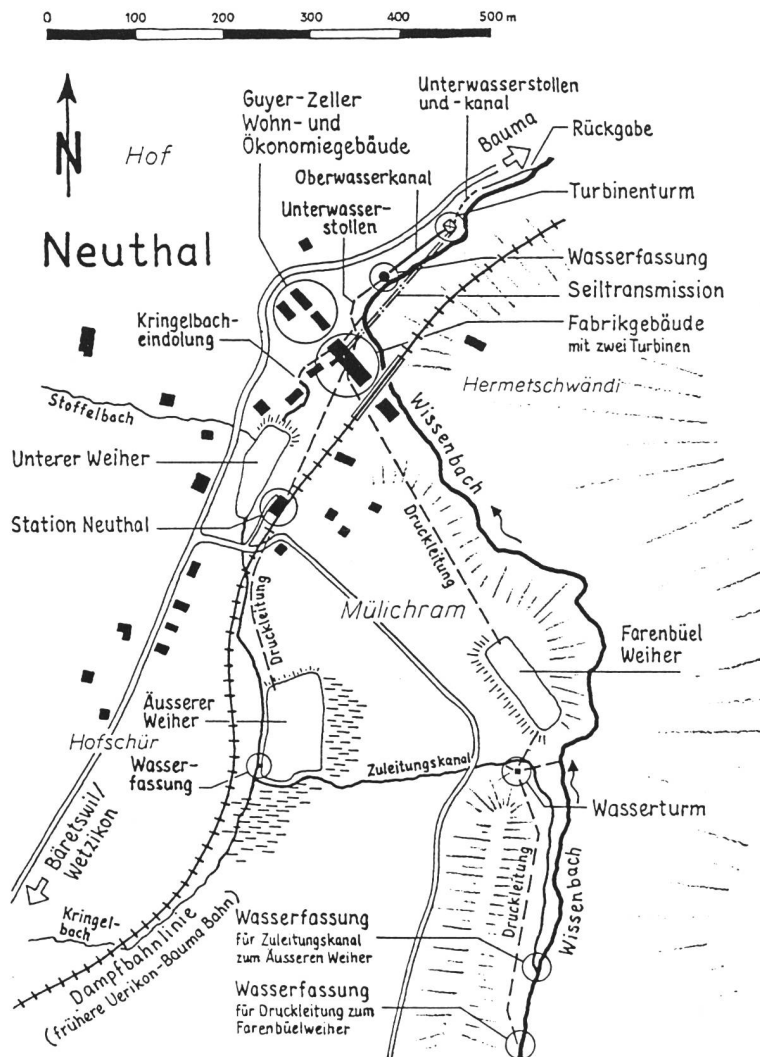 0 100 200 300 400 500 m
N
Hof
Neuthal
Guyer-Zeller
Wohn- und
Ökonomiegebäude
Unterwasserstollen
und -kanal
Bauma
Rückgabe
Oberwasserkanal
Turbinenturm
Unterwasser-
stollen
Wasserfassung
Seiltransmission
Kringelbach-
eindolung
Fabrikgebäude
mit zwei Turbinen
Hermetschwändi
Stoffelbach
Wissenbach
Unterer Weiher
Station Neuthal
Druckleitung
Druckleitung
Mülichram
Farenbüel
Weiher
Äusserer
Weiher
Hofschür
Wasser-
fassung
Zuleitungskanal
Wasserturm
Bäretswil/
Wetzikon
Druckleitung
Wissenbach
Kringel-
bach
Dampfbahnlinie
(frühere Uerikon-Bauma Bahn)
Wasserfassung
für Zuleitungskanal
zum Äusseren Weiher
Wasserfassung
für Druckleitung zum
Farenbüelweiher